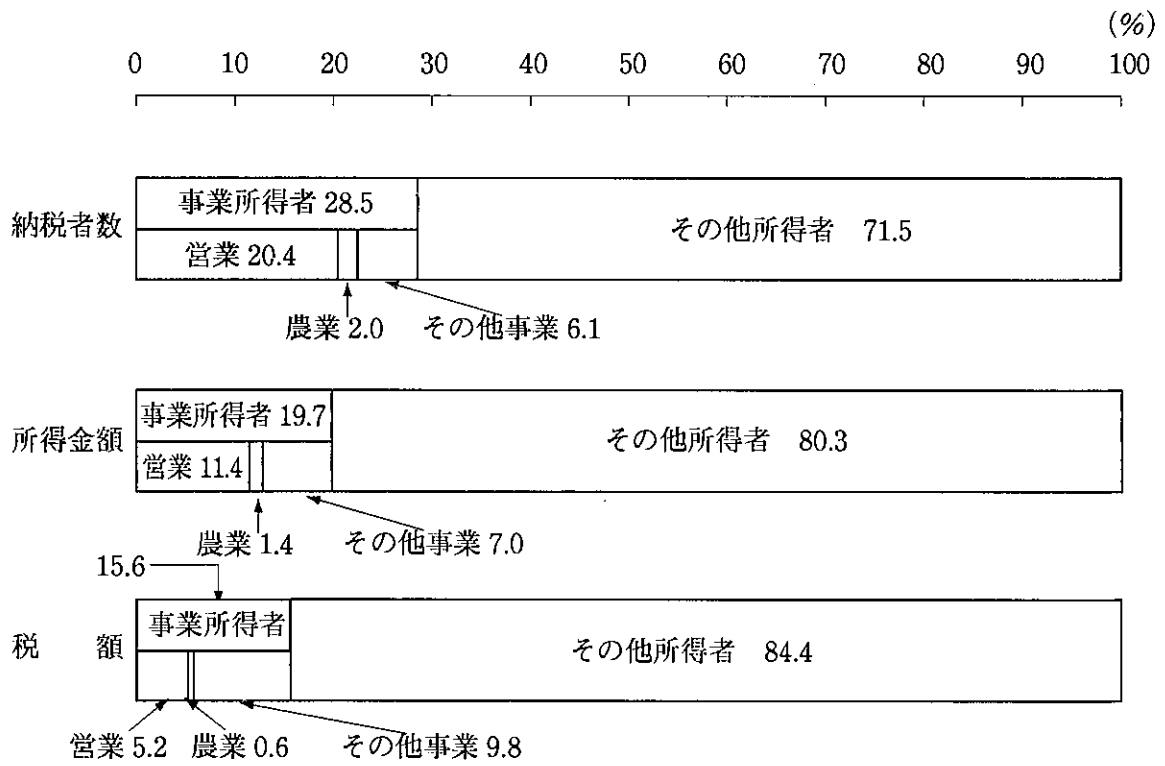 (%)
0 10 20 30 40 50 60 70 80 90 100
納税者数
事業所得者 28.5
その他所得者 71.5
営業 20.4
農業 2.0
その他事業 6.1
所得金額
事業所得者 19.7
その他所得者 80.3
営業 11.4
農業 1.4
その他事業 7.0
15.6
税 額
事業所得者
その他所得者 84.4
営業 5.2
農業 0.6
その他事業 9.8